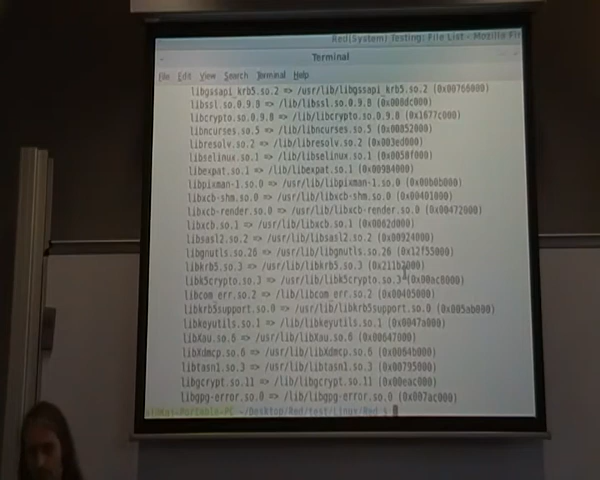 Red(System) Testing: File List - Mozilla Fi
Terminal
File Edit View Search Terminal Help
libgssapi_krb5.so.2 => /usr/lib/libgssapi_krb5.so.2 (0x00766000)
libssl.so.0.9.8 => /lib/libssl.so.0.9.8 (0x008dc000)
libcrypto.so.0.9.8 => /lib/libcrypto.so.0.9.8 (0x1677c000)
libncurses.so.5 => /lib/libncurses.so.5 (0x00852000)
libresolv.so.2 => /lib/libresolv.so.2 (0x003ed000)
libselinux.so.1 => /lib/libselinux.so.1 (0x0058f000)
libexpat.so.1 => /lib/libexpat.so.1 (0x00984000)
libpixman-1.so.0 => /usr/lib/libpixman-1.so.0 (0x00b0b000)
libxcb-shm.so.0 => /usr/lib/libxcb-shm.so.0 (0x00401000)
libxcb-render.so.0 => /usr/lib/libxcb-render.so.0 (0x00472000)
libxcb.so.1 => /usr/lib/libxcb.so.1 (0x0062d000)
libsasl2.so.2 => /usr/lib/libsasl2.so.2 (0x00924000)
libgnutls.so.26 => /usr/lib/libgnutls.so.26 (0x12f55000)
libkrb5.so.3 => /usr/lib/libkrb5.so.3 (0x211b2000)
libk5crypto.so.3 => /usr/lib/libk5crypto.so.3 (0x00ac8000)
libcom_err.so.2 => /lib/libcom_err.so.2 (0x00405000)
libkrb5support.so.0 => /usr/lib/libkrb5support.so.0 (0x005ab000)
libkeyutils.so.1 => /lib/libkeyutils.so.1 (0x0047a000)
libXau.so.6 => /usr/lib/libXau.so.6 (0x00647000)
libXdmcp.so.6 => /usr/lib/libXdmcp.so.6 (0x0064b000)
libtasn1.so.3 => /usr/lib/libtasn1.so.3 (0x00795000)
libgcrypt.so.11 => /lib/libgcrypt.so.11 (0x00eac000)
libgpg-error.so.0 => /lib/libgpg-error.so.0 (0x007ac000)
~/Desktop/Red/test/Linux/Red $